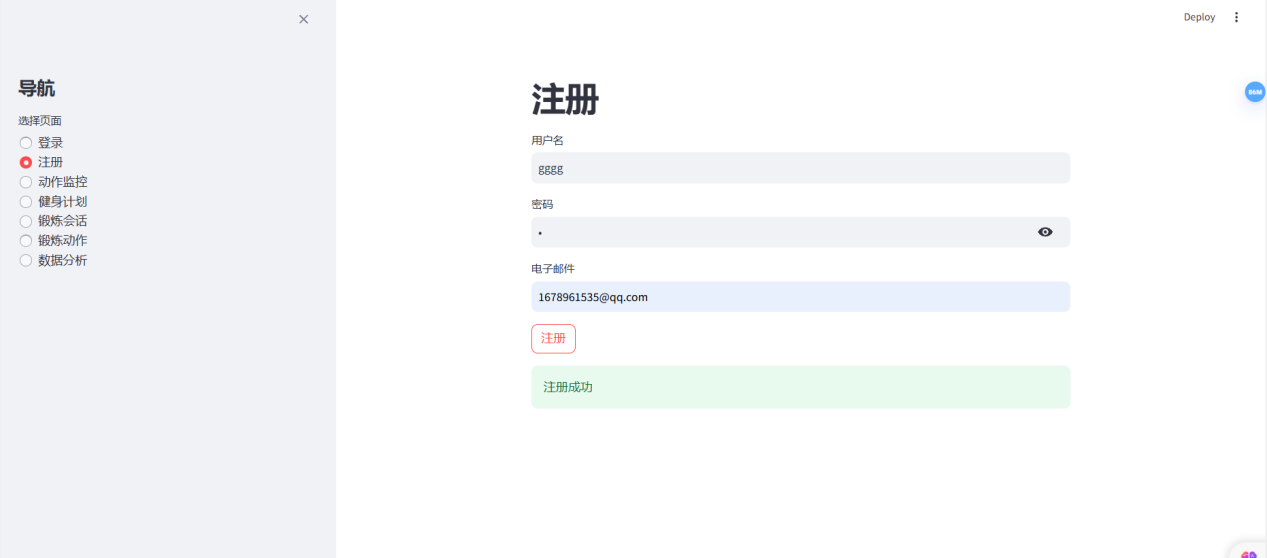 Deploy
导航
选择页面
登录
注册
动作监控
健身计划
锻炼会话
锻炼动作
数据分析
注册
用户名
gggg
密码
电子邮件
1678961535@qq.com
注册
注册成功